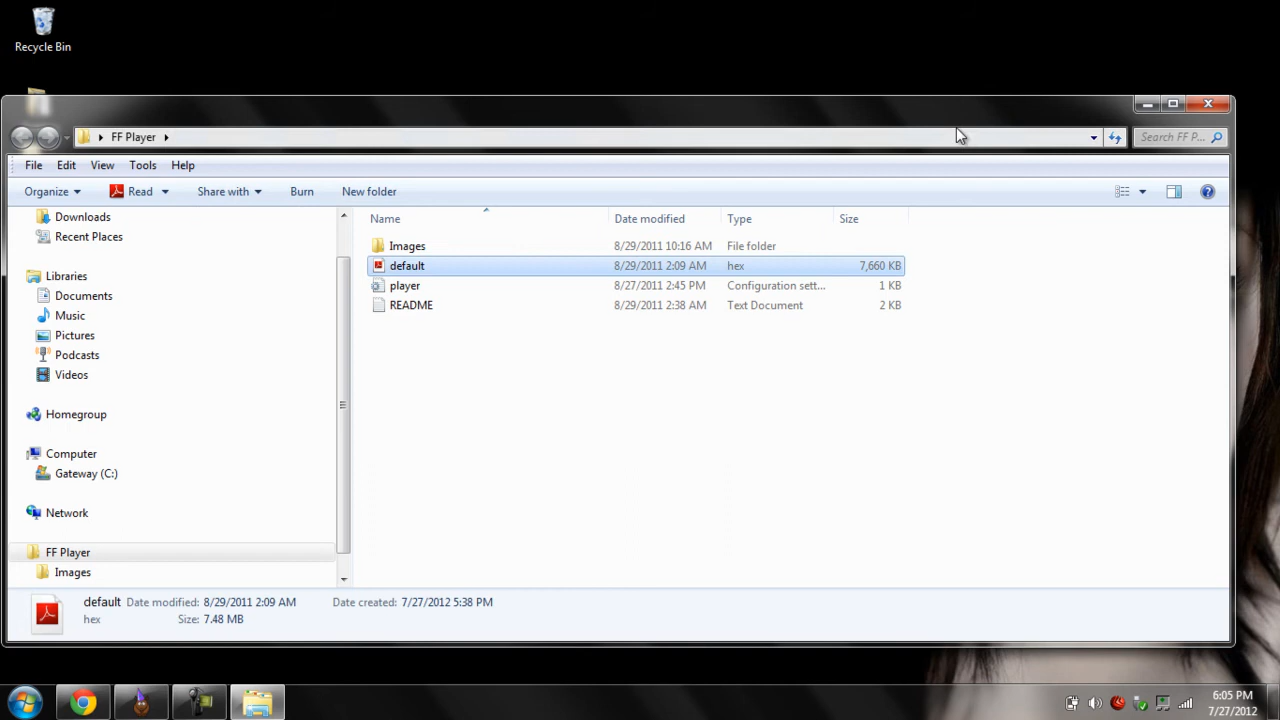 Recycle Bin
FF Player
Search FF P...
File Edit View Tools Help
Organize Read Share with Burn New folder
Name Date modified Type Size
Downloads
Recent Places
Libraries
Documents
Music
Pictures
Podcasts
Videos
Homegroup
Computer
Gateway (C:)
Network
FF Player
Images
Images 8/29/2011 10:16 AM File folder
default 8/29/2011 2:09 AM hex 7,660 KB
player 8/27/2011 2:45 PM Configuration sett... 1 KB
README 8/29/2011 2:38 AM Text Document 2 KB
default Date modified: 8/29/2011 2:09 AM Date created: 7/27/2012 5:38 PM
hex Size: 7.48 MB
6:05 PM
7/27/2012